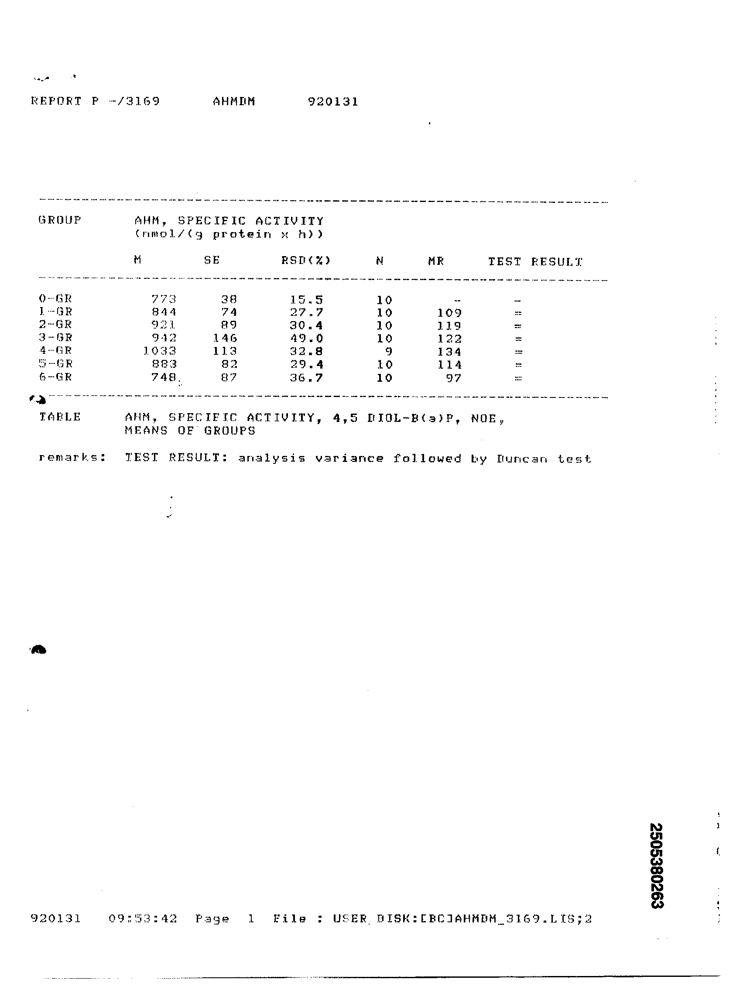 REPORT P -/3169 AHMDM 920131
GROUP AHM, SPECIFIC ACTIVITY
(nmol/(g protein x h))
M SE RSD(%) N MR TEST RESULT
0-GR 773 38 15.5 10 -- --
1-GR 844 74 27.7 10 109 =
2-GR 921 89 30.4 10 119 =
3-GR 942 146 49.0 10 122 =
4-GR 1033 113 32.8 9 134 =
5-GR 883 82 29.4 10 114 =
6-GR 748 87 36.7 10 97 =
TABLE AHM, SPECIFIC ACTIVITY, 4,5 DIOL-B(a)P, NOE,
MEANS OF GROUPS
remarks: TEST RESULT: analysis variance followed by Duncan test
2505380263
920131 09:53:42 Page 1 File : USER_DISK:[BC]AHMDM_3169.LIS;2